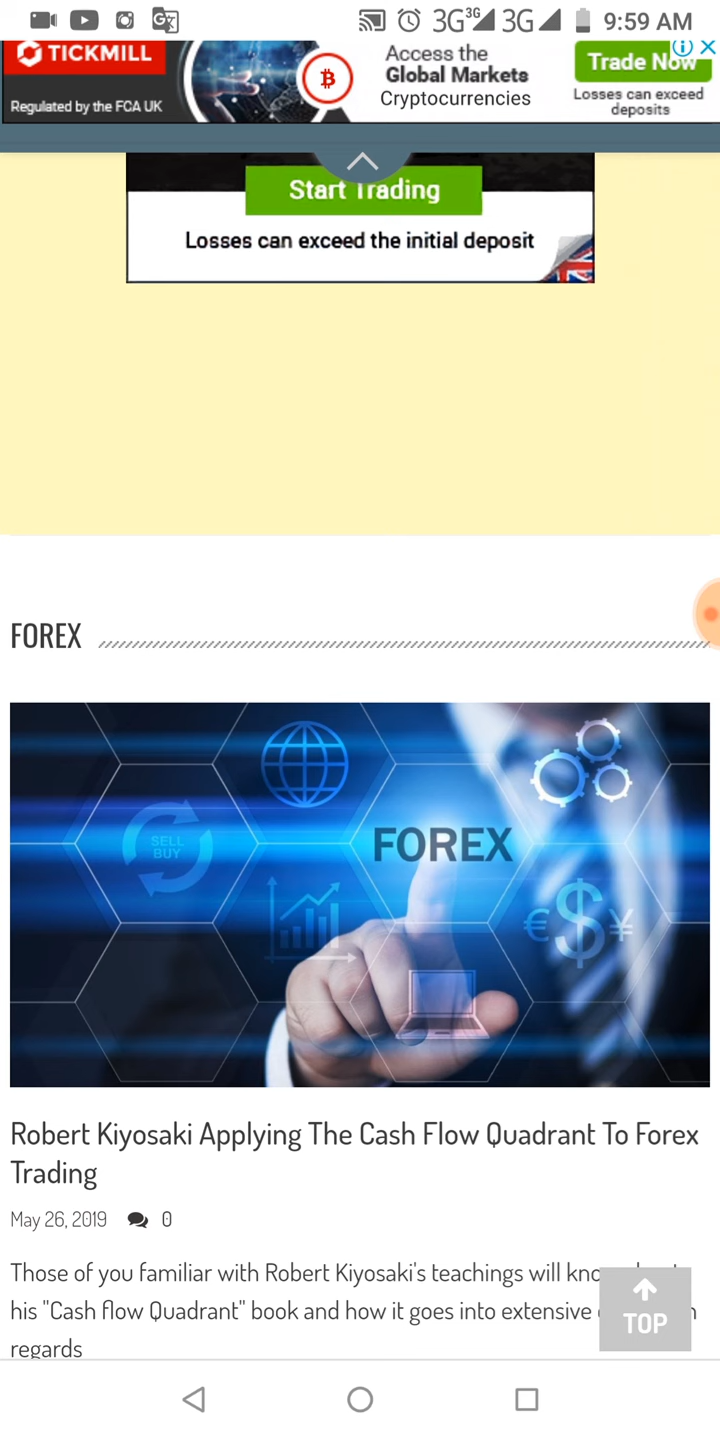 3G 3G 3G 9:59 AM
TICKMILL
Regulated by the FCA UK
Access the
Global Markets
Cryptocurrencies
Trade Now
Losses can exceed
deposits
Start Trading
Losses can exceed the initial deposit
FOREX
SELL
BUY
FOREX
€ $ ¥
Robert Kiyosaki Applying The Cash Flow Quadrant To Forex
Trading
May 26, 2019 0
Those of you familiar with Robert Kiyosaki's teachings will
his "Cash flow Quadrant" book and how it goes into extensive
regards
TOP